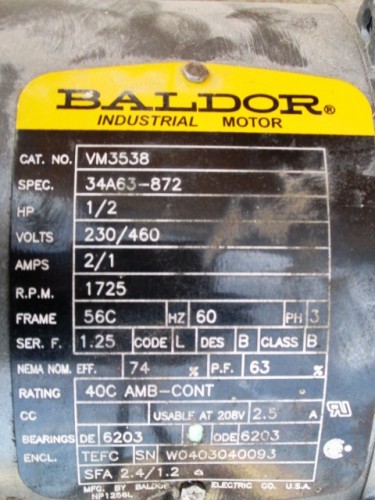 BALDOR®
INDUSTRIAL MOTOR
CAT. NO. VM3538
SPEC. 34A63-872
HP 1/2
VOLTS 230/460
AMPS 2/1
R.P.M. 1725
FRAME 56C HZ 60 PH 3
SER. F. 1.25 CODE L DES B CLASS B
NEMA NOM. EFF. 74 % P.F. 63 %
RATING 40C AMB-CONT
CC USABLE AT 208V 2.5 A
BEARINGS DE 6203 ODE 6203
ENCL. TEFC SN W0403040093
SFA 2.4/1.2
MFG. BY BALDOR ELECTRIC CO. U.S.A.
NP1256L